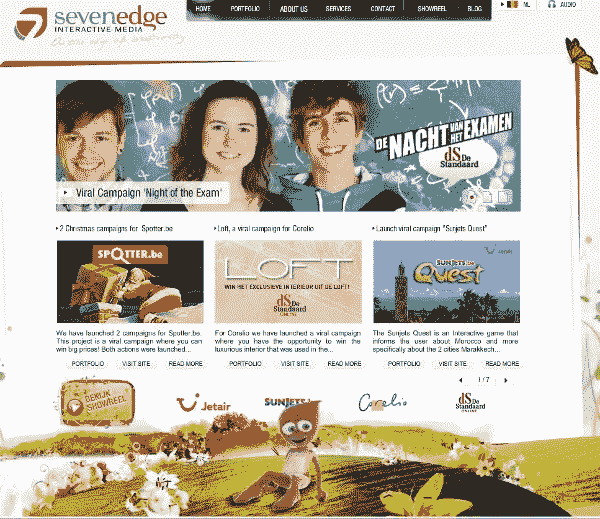 sevenedge
INTERACTIVE MEDIA
HOME
PORTFOLIO
ABOUT US
SERVICES
CONTACT
SHOWREEL
BLOG
NL
AUDIO
DE NACHT VAN HET EXAMEN
dS De Standaard
Viral Campaign 'Night of the Exam'
2 Christmas campaigns for Spotter.be
Loft, a viral campaign for Corelio
Launch viral campaign "Sunjets Quest"
SPOTTER.be
LOFT
WIN HET EXCLUSIEVE INTERIEUR UIT DE LOFT!
dS De Standaard ONLINE
Jetair
SUNJETS.be
Quest
We have launched 2 campaigns for Spotter.be.
This project is a viral campaign where you can
win big prizes! Both actions were launched...
For Corelio we have launched a viral campaign
where you have the opportunity to win the
luxurious interior that was used in the...
The Sunjets Quest is an Interactive game that
informs the user about Morocco and more
specifically about the 2 cities Marakkech...
PORTFOLIO
VISIT SITE
READ MORE
PORTFOLIO
VISIT SITE
READ MORE
PORTFOLIO
VISIT SITE
READ MORE
1 / 7
BEKIJK
SHOWREEL
Jetair
SUNJETS.be
Corelio
dS De Standaard ONLINE